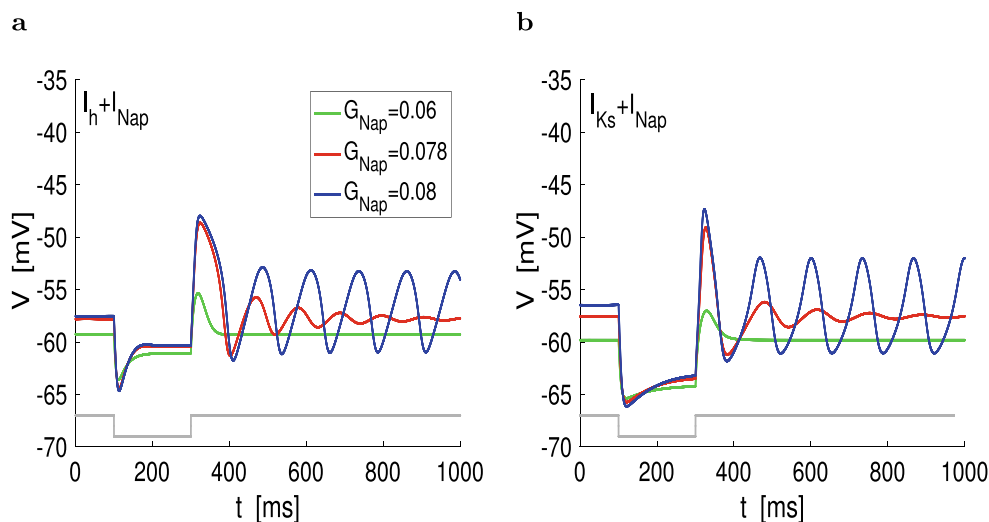 a
b
I_h+I_Nap
G_Nap=0.06
G_Nap=0.078
G_Nap=0.08
-35
-40
-45
-50
-55
-60
-65
-70
V [mV]
0 200 400 600 800 1000
t [ms]
I_Ks+I_Nap
-35
-40
-45
-50
-55
-60
-65
-70
V [mV]
0 200 400 600 800 1000
t [ms]